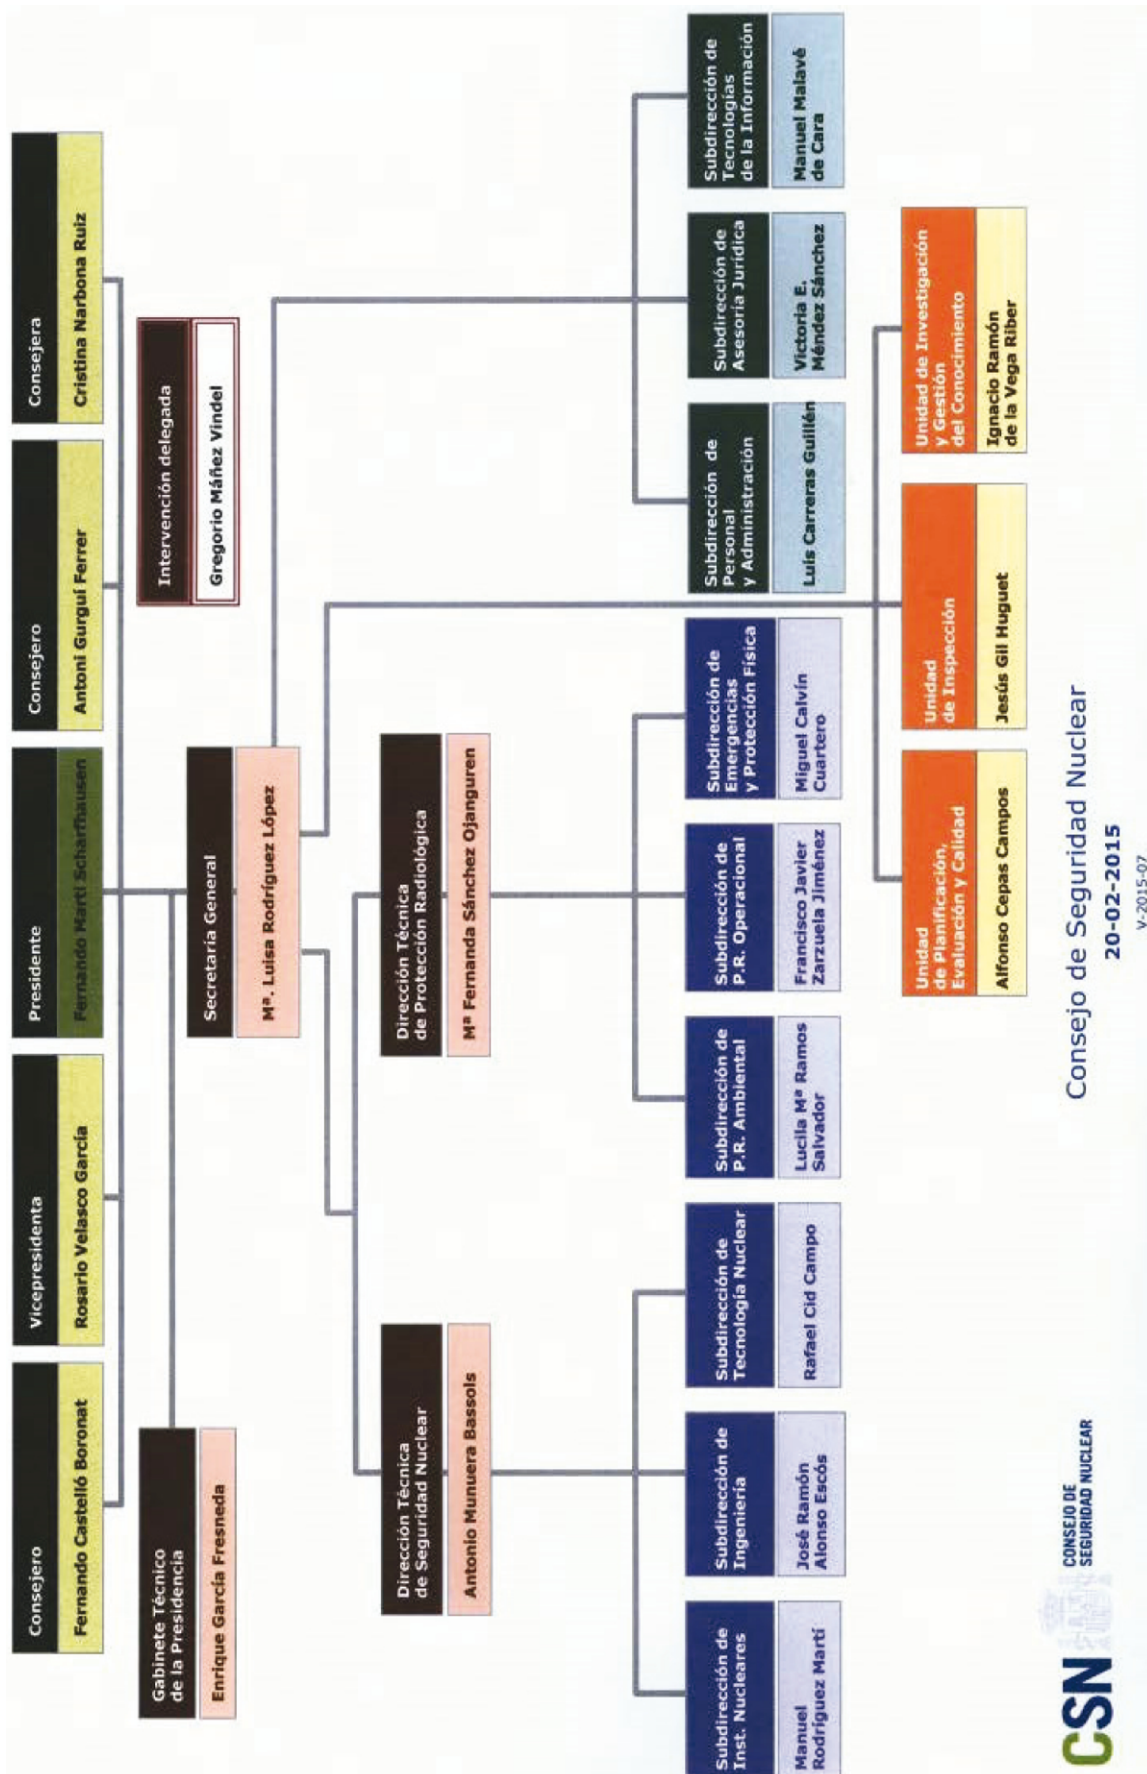 Consejero
Fernando Castelló Boronat
Vicepresidenta
Rosario Velasco García
Presidente
Fernando Marti Scharfhausen
Consejero
Antoni Gurguí Ferrer
Consejera
Cristina Narbona Ruiz
Gabinete Técnico
de la Presidencia
Enrique García Fresneda
Secretaría General
Mª. Luisa Rodríguez López
Intervención delegada
Gregorio Máñez Vindel
Dirección Técnica
de Seguridad Nuclear
Antonio Munuera Bassols
Dirección Técnica
de Protección Radiológica
Mª Fernanda Sánchez Ojanguren
Subdirección de
Inst. Nucleares
Manuel
Rodríguez Martí
Subdirección de
Ingeniería
José Ramón
Alonso Escós
Subdirección de
Tecnología Nuclear
Rafael Cid Campo
Subdirección de
P.R. Ambiental
Lucila Mª Ramos
Salvador
Subdirección de
P.R. Operacional
Francisco Javier
Zarzuela Jiménez
Subdirección de
Emergencias
y Protección Física
Miguel Calvín
Cuartero
Subdirección de
Personal
y Administración
Luis Carreras Guillén
Subdirección de
Asesoría Jurídica
Victoria E.
Méndez Sánchez
Subdirección de
Tecnologías
de la Información
Manuel Malavé
de Cara
Unidad
de Planificación,
Evaluación y Calidad
Alfonso Cepas Campos
Unidad
de Inspección
Jesús Gil Huguet
Unidad de Investigación
y Gestión
del Conocimiento
Ignacio Ramón
de la Vega Riber
CSN
CONSEJO DE
SEGURIDAD NUCLEAR
Consejo de Seguridad Nuclear
20-02-2015
V-2015-07